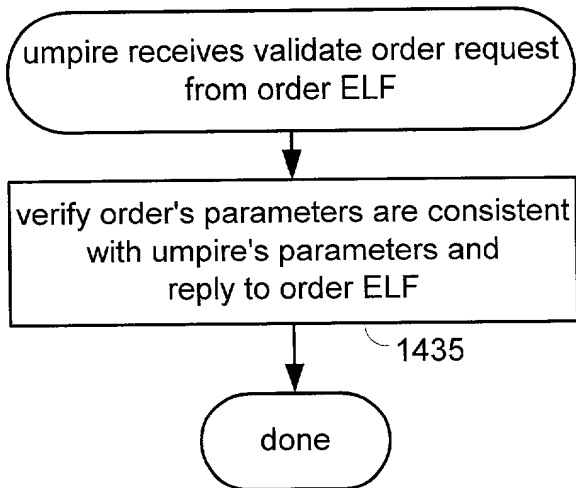 umpire receives validate order request
from order ELF
verify order's parameters are consistent
with umpire's parameters and
reply to order ELF
1435
done